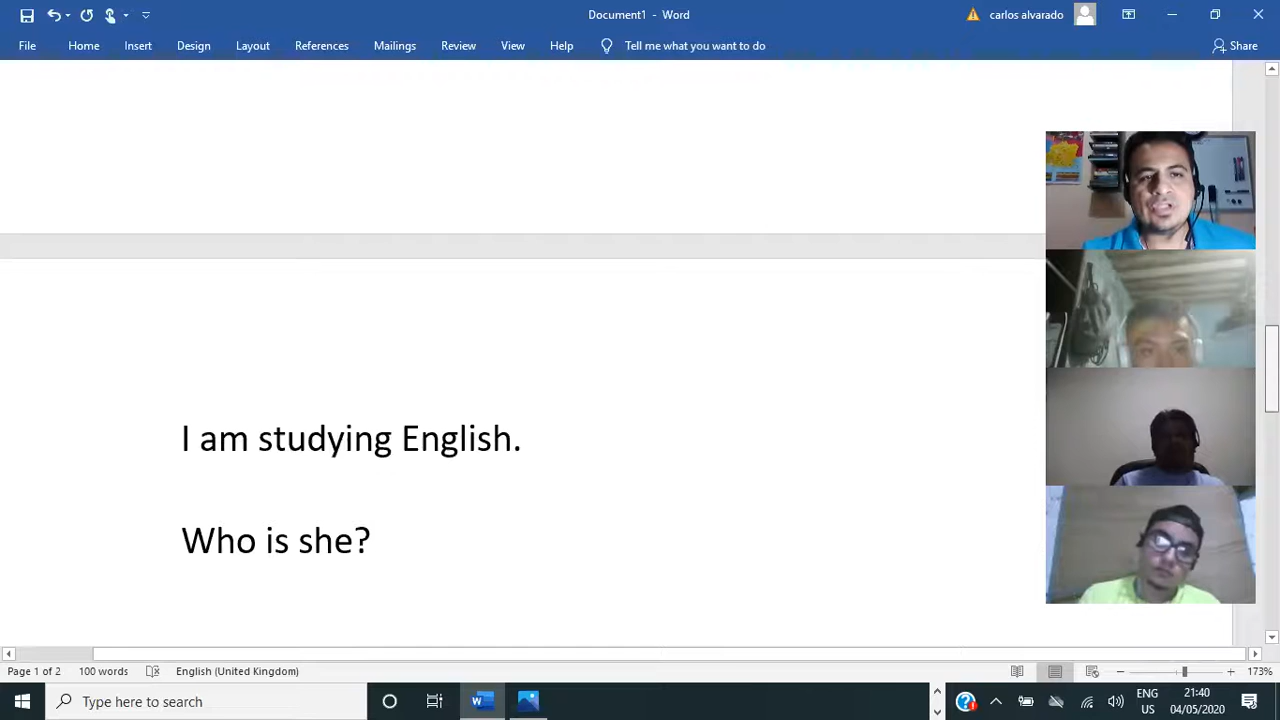 Document1 - Word
carlos alvarado
File Home Insert Design Layout References Mailings Review View Help Tell me what you want to do Share
I am studying English.
Who is she?
Page 1 of 2 100 words English (United Kingdom) 173%
Type here to search
ENG 21:40
US 04/05/2020